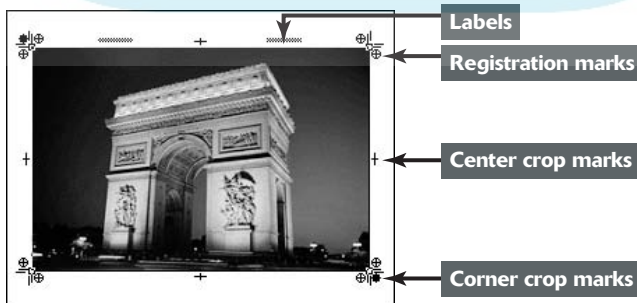 Labels
Registration marks
Center crop marks
Corner crop marks